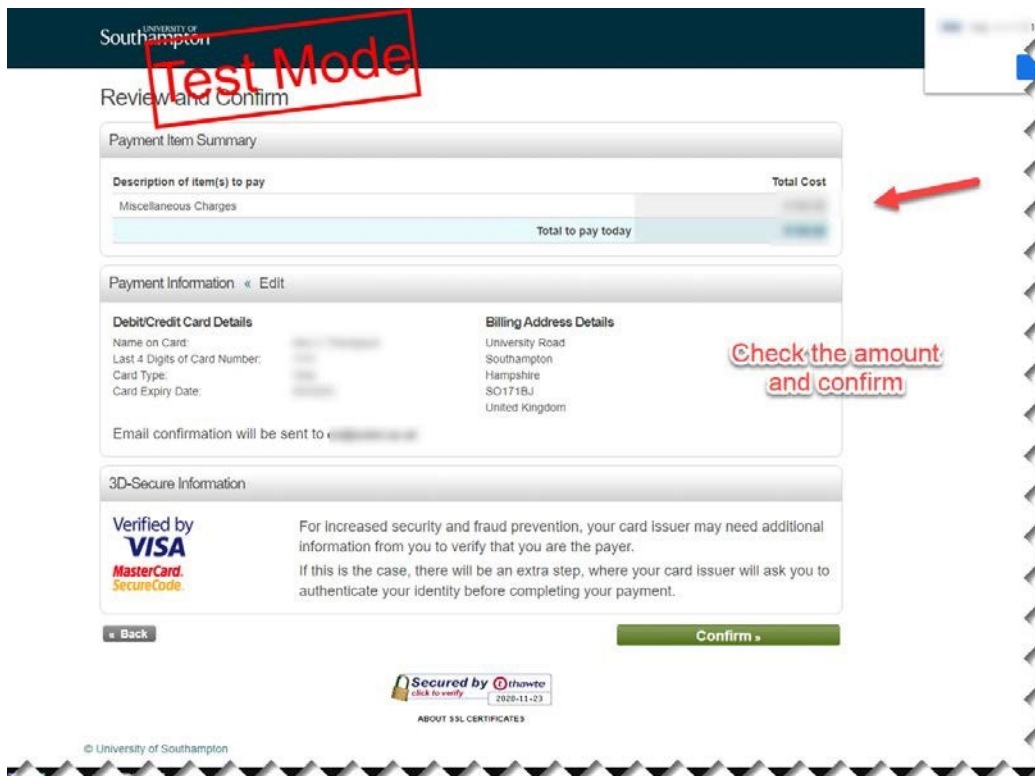 UNIVERSITY OF
Southampton
Test Mode
Review and Confirm
Payment Item Summary
Description of item(s) to pay Total Cost
Miscellaneous Charges
Total to pay today
Payment Information « Edit
Debit/Credit Card Details
Name on Card:
Last 4 Digits of Card Number:
Card Type:
Card Expiry Date:
Billing Address Details
University Road
Southampton
Hampshire
SO171BJ
United Kingdom
Check the amount
and confirm
Email confirmation will be sent to
3D-Secure Information
Verified by
VISA
MasterCard.
SecureCode.
For increased security and fraud prevention, your card issuer may need additional
information from you to verify that you are the payer.
If this is the case, there will be an extra step, where your card issuer will ask you to
authenticate your identity before completing your payment.
« Back
Confirm »
Secured by thawte
click to verify
2020-11-23
ABOUT SSL CERTIFICATES
© University of Southampton